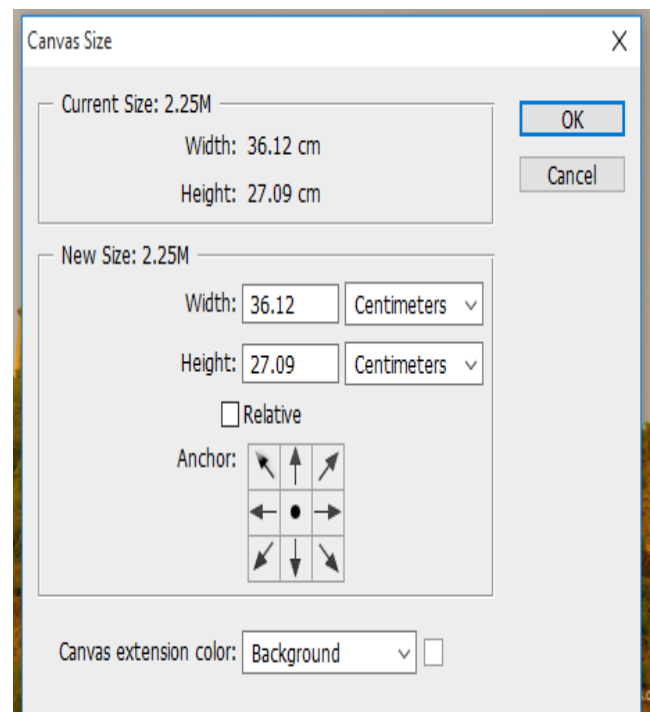 Canvas Size
Current Size: 2.25M
Width: 36.12 cm
Height: 27.09 cm
OK
Cancel
New Size: 2.25M
Width: 36.12 Centimeters
Height: 27.09 Centimeters
Relative
Anchor:
Canvas extension color: Background